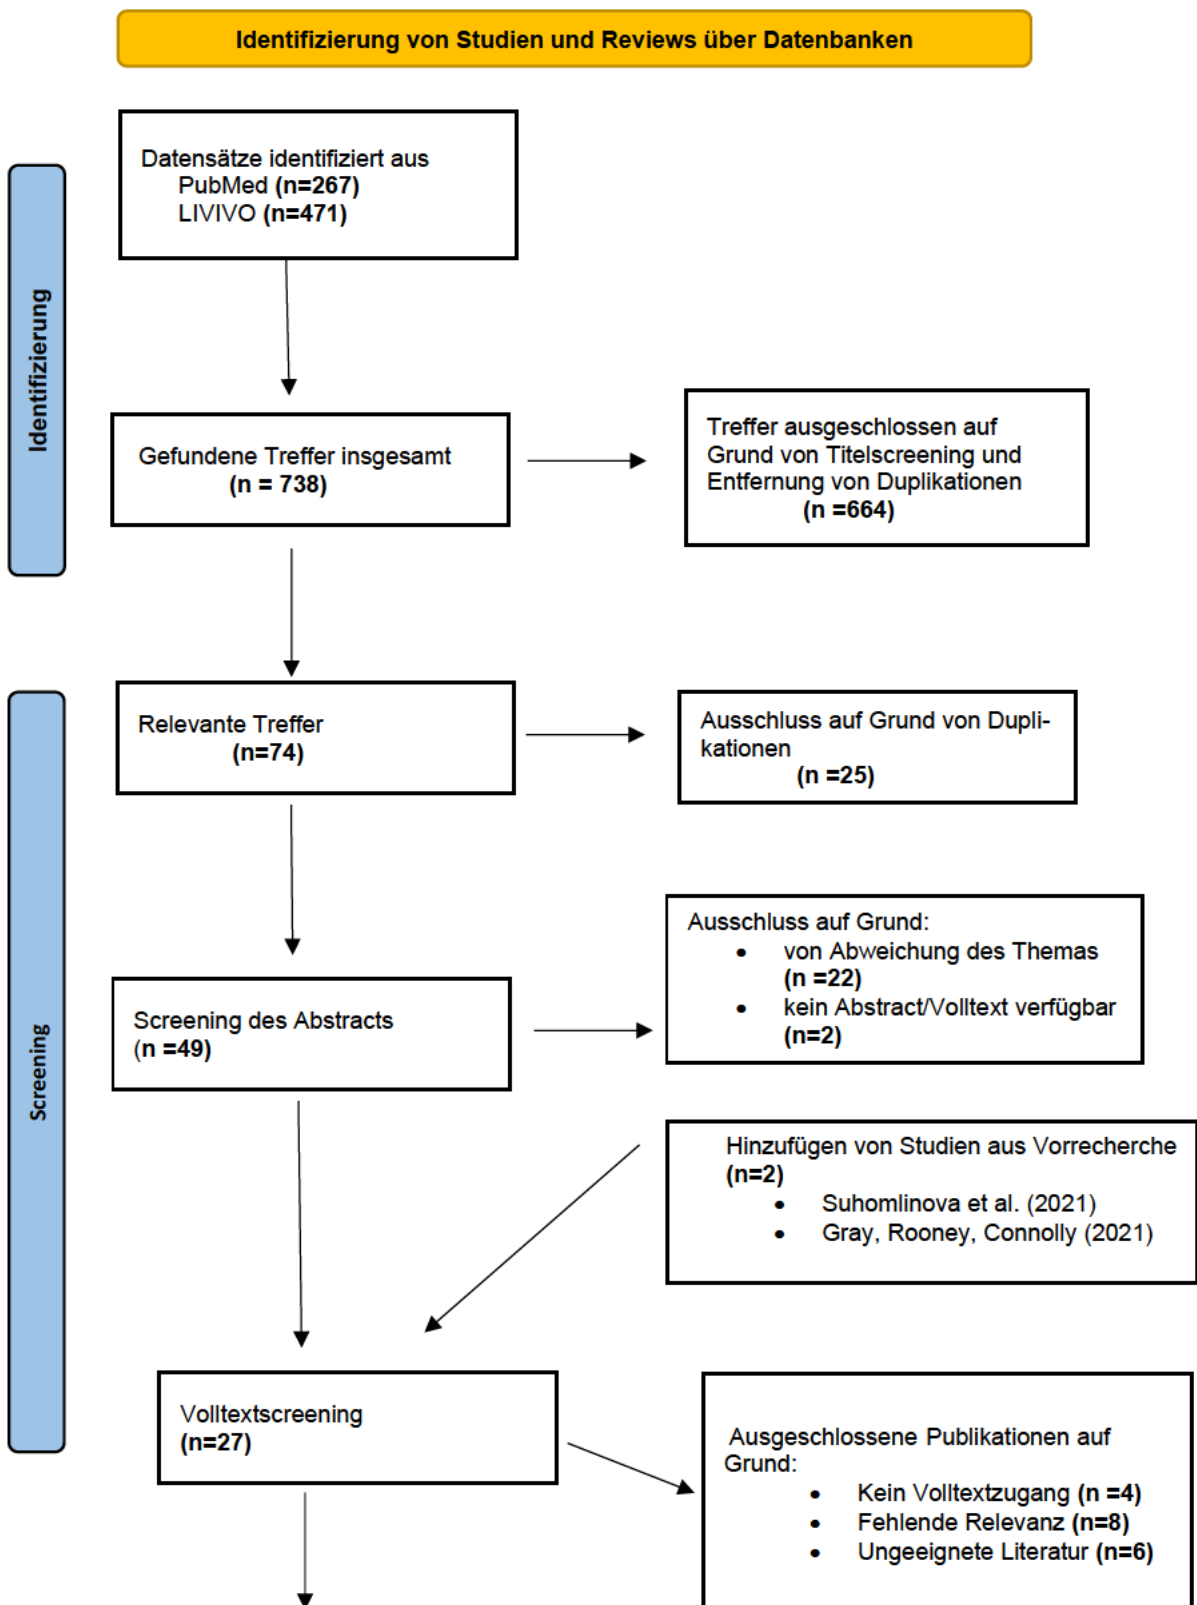 Identifizierung von Studien und Reviews über Datenbanken
Identifizierung
Datensätze identifiziert aus
PubMed (n=267)
LIVIVO (n=471)
Gefundene Treffer insgesamt
(n = 738)
Treffer ausgeschlossen auf
Grund von Titelscreening und
Entfernung von Duplikationen
(n =664)
Screening
Relevante Treffer
(n=74)
Ausschluss auf Grund von Dupli-
kationen
(n =25)
Screening des Abstracts
(n =49)
Ausschluss auf Grund:
• von Abweichung des Themas
(n =22)
• kein Abstract/Volltext verfügbar
(n=2)
Hinzufügen von Studien aus Vorrecherche
(n=2)
• Suhomlinova et al. (2021)
• Gray, Rooney, Connolly (2021)
Volltextscreening
(n=27)
Ausgeschlossene Publikationen auf
Grund:
• Kein Volltextzugang (n =4)
• Fehlende Relevanz (n=8)
• Ungeeignete Literatur (n=6)